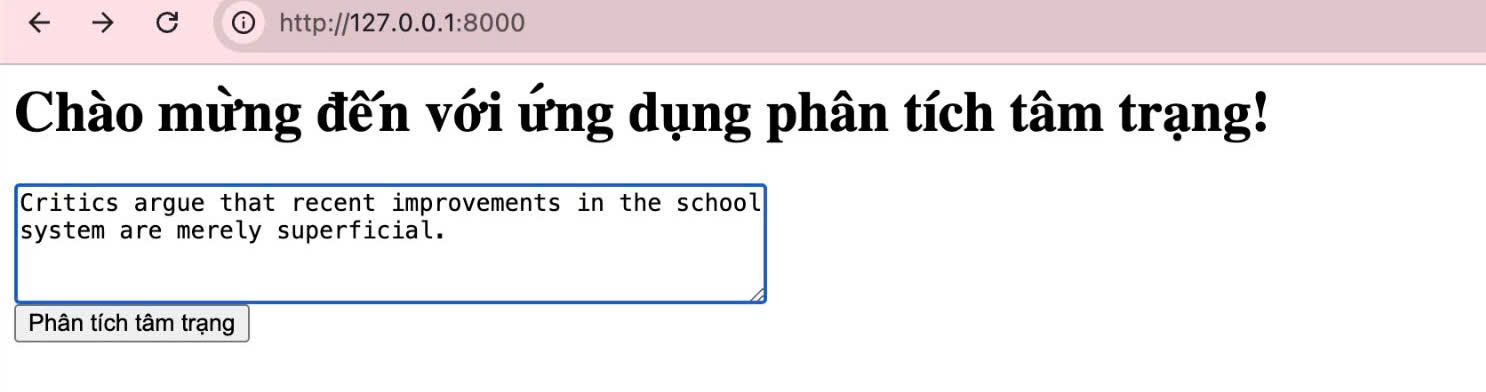 http://127.0.0.1:8000
Chào mừng đến với ứng dụng phân tích tâm trạng!
Critics argue that recent improvements in the school
system are merely superficial.
Phân tích tâm trạng